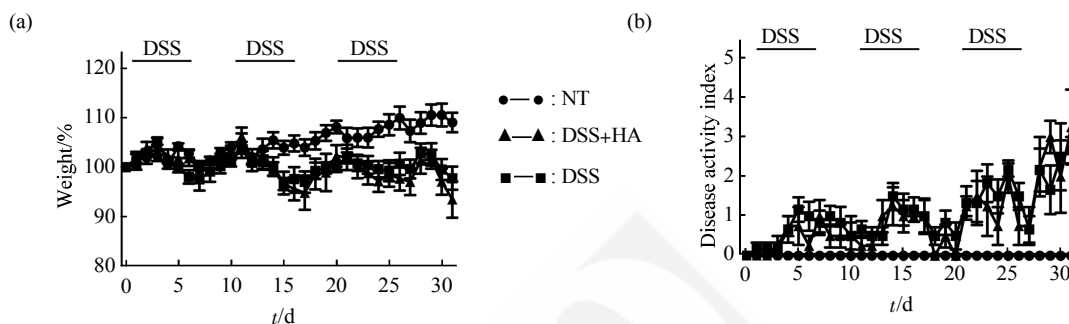 (a)
DSS DSS DSS
120
110
100
90
80
Weight/%
0 5 10 15 20 25 30
t/d
: NT
: DSS+HA
: DSS
(b)
DSS DSS DSS
5
4
3
2
1
0
Disease activity index
0 5 10 15 20 25 30
t/d